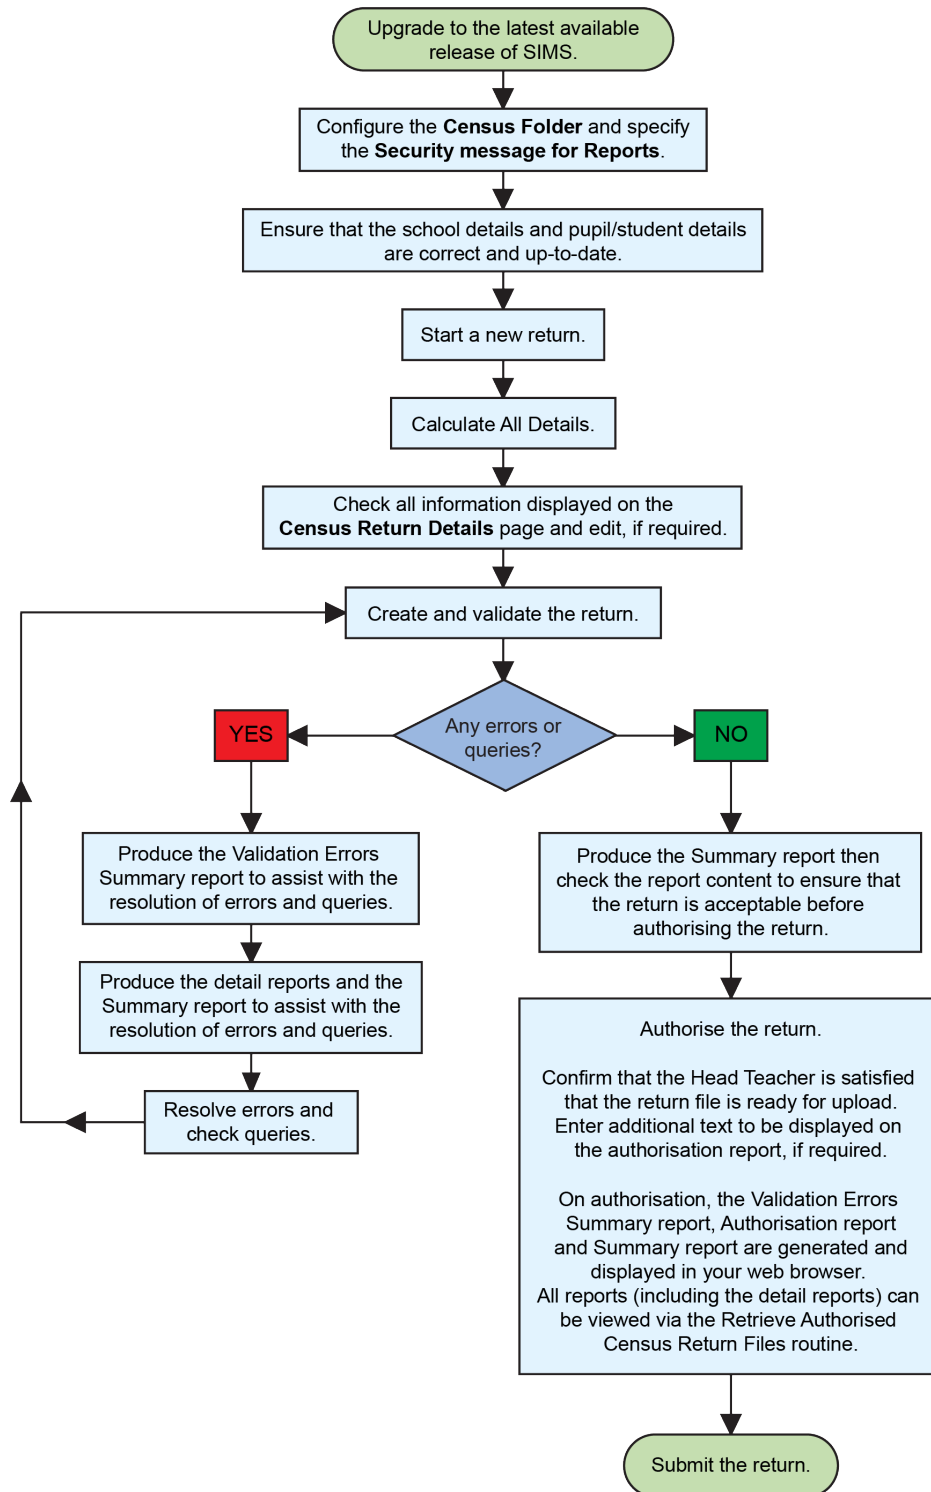 Upgrade to the latest available
release of SIMS.
Configure the Census Folder and specify
the Security message for Reports.
Ensure that the school details and pupil/student details
are correct and up-to-date.
Start a new return.
Calculate All Details.
Check all information displayed on the
Census Return Details page and edit, if required.
Create and validate the return.
Any errors or
queries?
YES
NO
Produce the Validation Errors
Summary report to assist with the
resolution of errors and queries.
Produce the detail reports and the
Summary report to assist with the
resolution of errors and queries.
Resolve errors and
check queries.
Produce the Summary report then
check the report content to ensure that
the return is acceptable before
authorising the return.
Authorise the return.
Confirm that the Head Teacher is satisfied
that the return file is ready for upload.
Enter additional text to be displayed on
the authorisation report, if required.
On authorisation, the Validation Errors
Summary report, Authorisation report
and Summary report are generated and
displayed in your web browser.
All reports (including the detail reports) can
be viewed via the Retrieve Authorised
Census Return Files routine.
Submit the return.